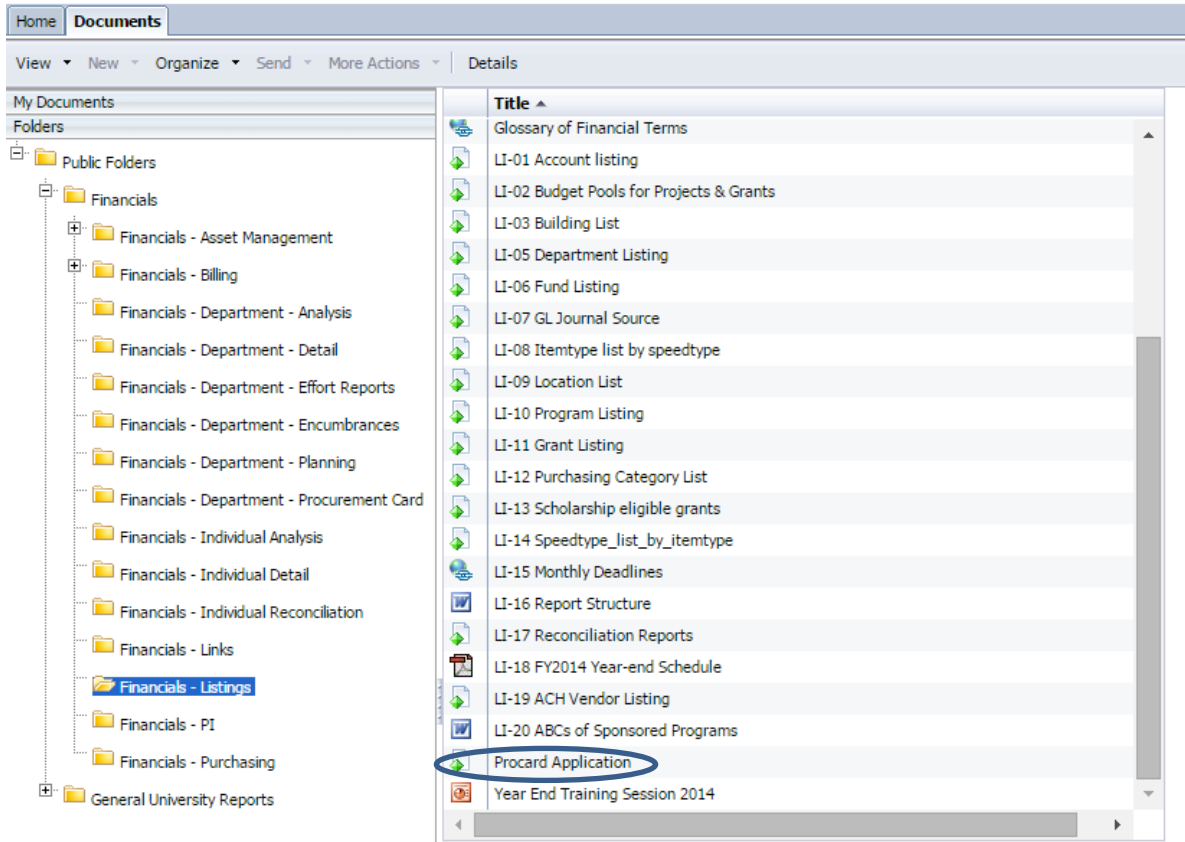 Home Documents
View New Organize Send More Actions Details
My Documents
Folders
Public Folders
Financials
Financials - Asset Management
Financials - Billing
Financials - Department - Analysis
Financials - Department - Detail
Financials - Department - Effort Reports
Financials - Department - Encumbrances
Financials - Department - Planning
Financials - Department - Procurement Card
Financials - Individual Analysis
Financials - Individual Detail
Financials - Individual Reconciliation
Financials - Links
Financials - Listings
Financials - PI
Financials - Purchasing
General University Reports
Title
Glossary of Financial Terms
LI-01 Account listing
LI-02 Budget Pools for Projects & Grants
LI-03 Building List
LI-05 Department Listing
LI-06 Fund Listing
LI-07 GL Journal Source
LI-08 Itemtype list by speedtype
LI-09 Location List
LI-10 Program Listing
LI-11 Grant Listing
LI-12 Purchasing Category List
LI-13 Scholarship eligible grants
LI-14 Speedtype_list_by_itemtype
LI-15 Monthly Deadlines
LI-16 Report Structure
LI-17 Reconciliation Reports
LI-18 FY2014 Year-end Schedule
LI-19 ACH Vendor Listing
LI-20 ABCs of Sponsored Programs
Procard Application
Year End Training Session 2014